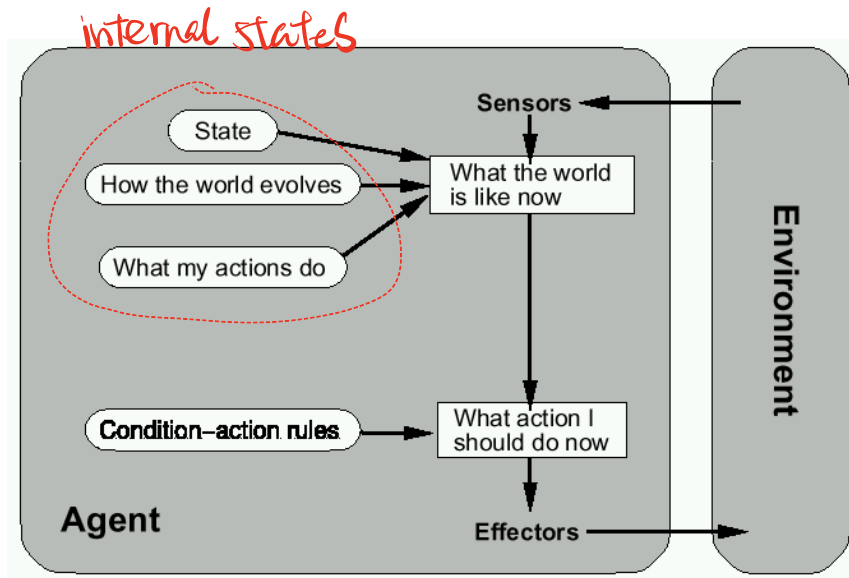 internal states
Sensors
State
What the world
is like now
How the world evolves
What my actions do
Condition-action rules
What action I
should do now
Agent
Effectors
Environment